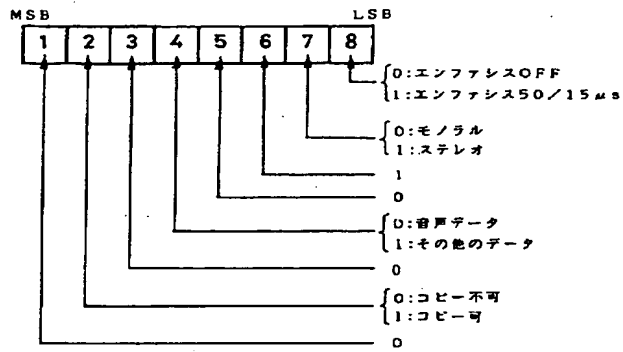 MSB LSB
1 2 3 4 5 6 7 8
0:エンファシスOFF
1:エンファシス50/15μs
0:モノラル
1:ステレオ
1
0
0:音声データ
1:その他のデータ
0
0:コピー不可
1:コピー可
0